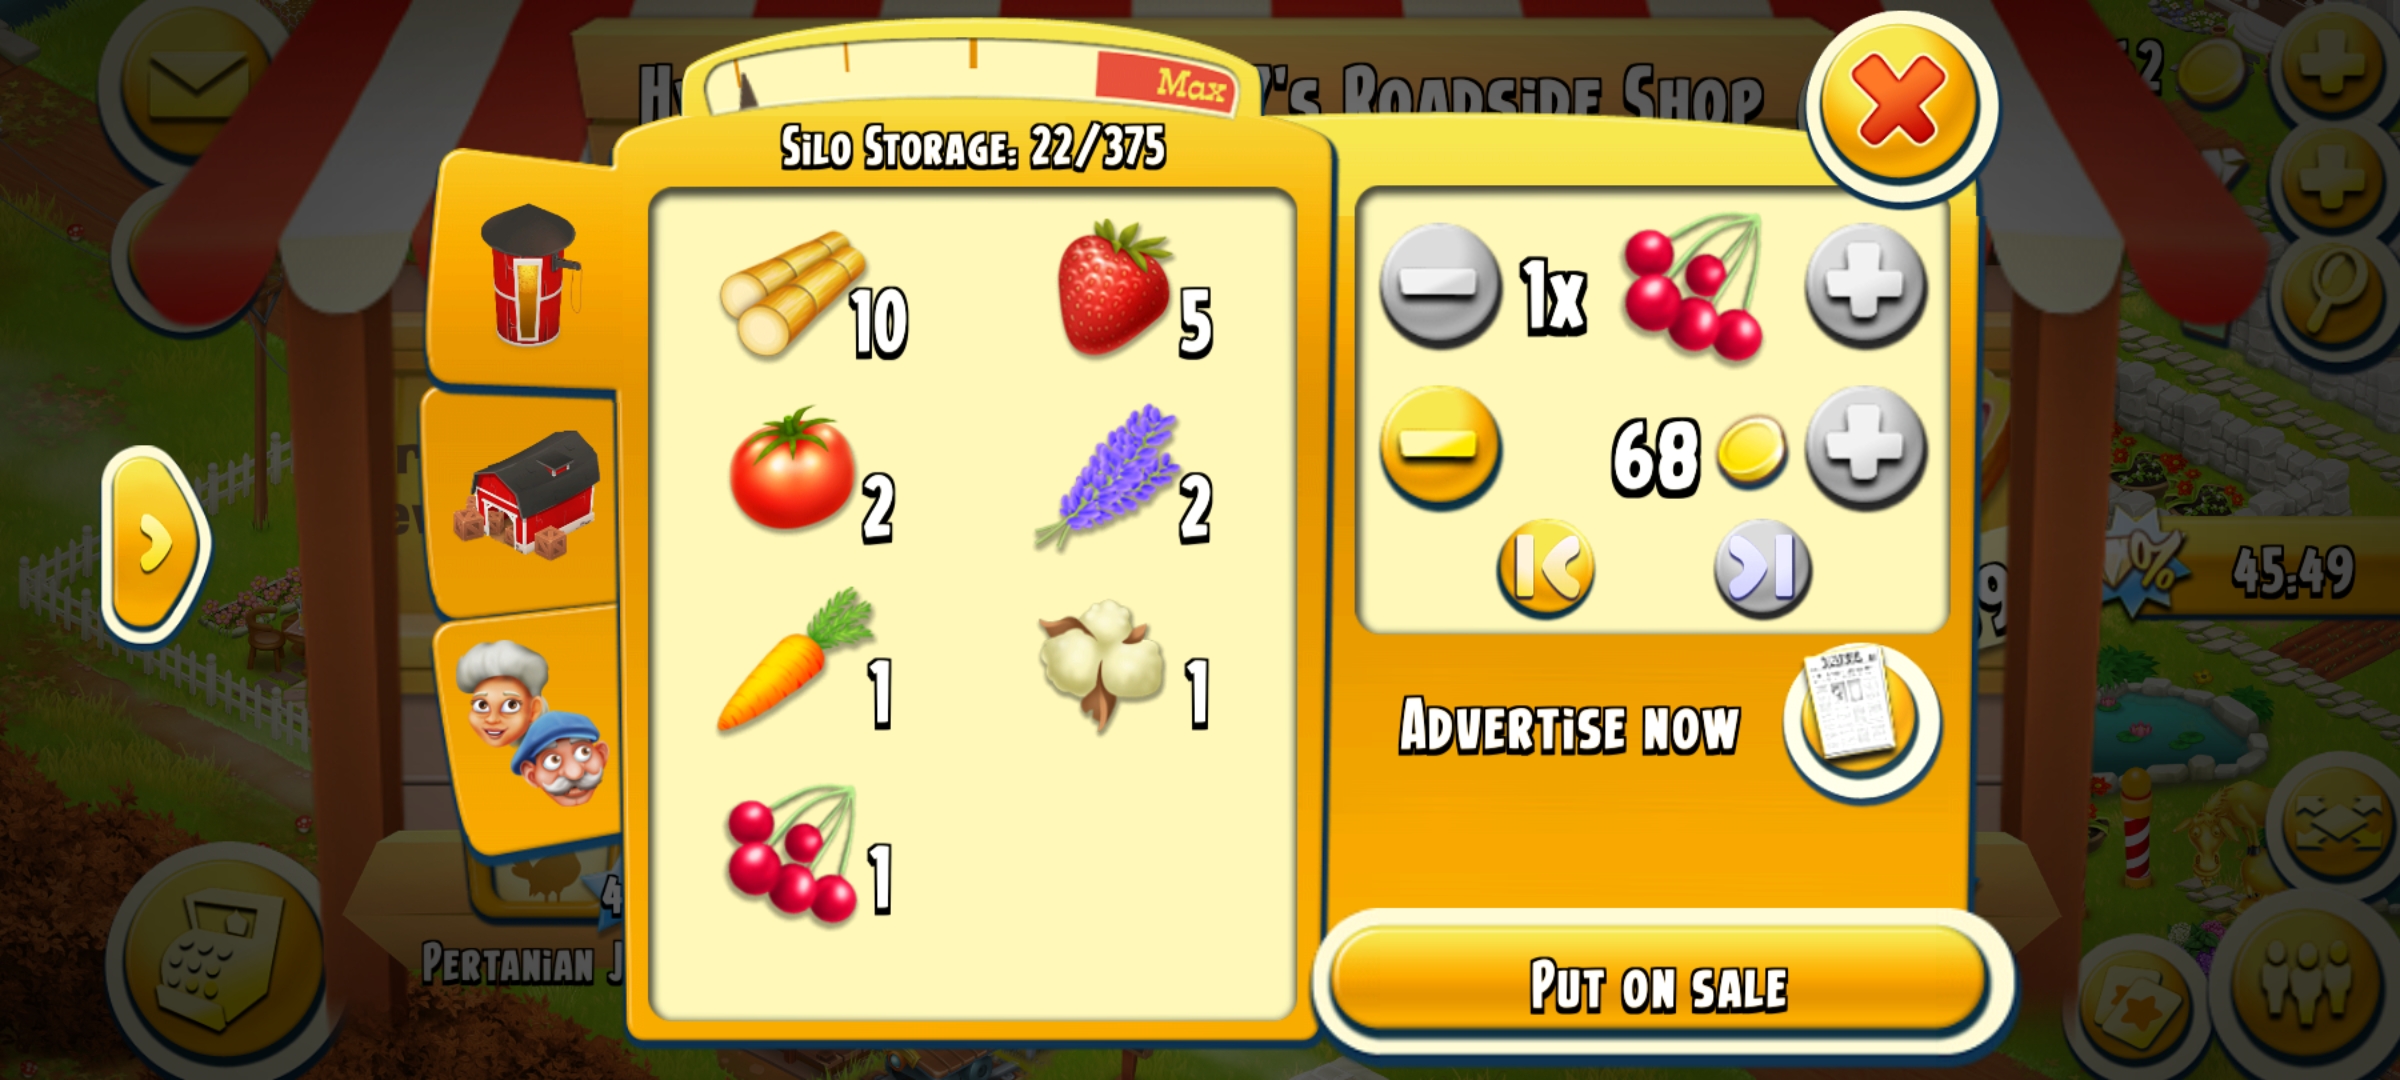 's Roadside Shop
Max
Silo Storage: 22/375
10
5
2
2
1
1
1
1x
68
Advertise now
Put on sale
45:49
Pertanian J